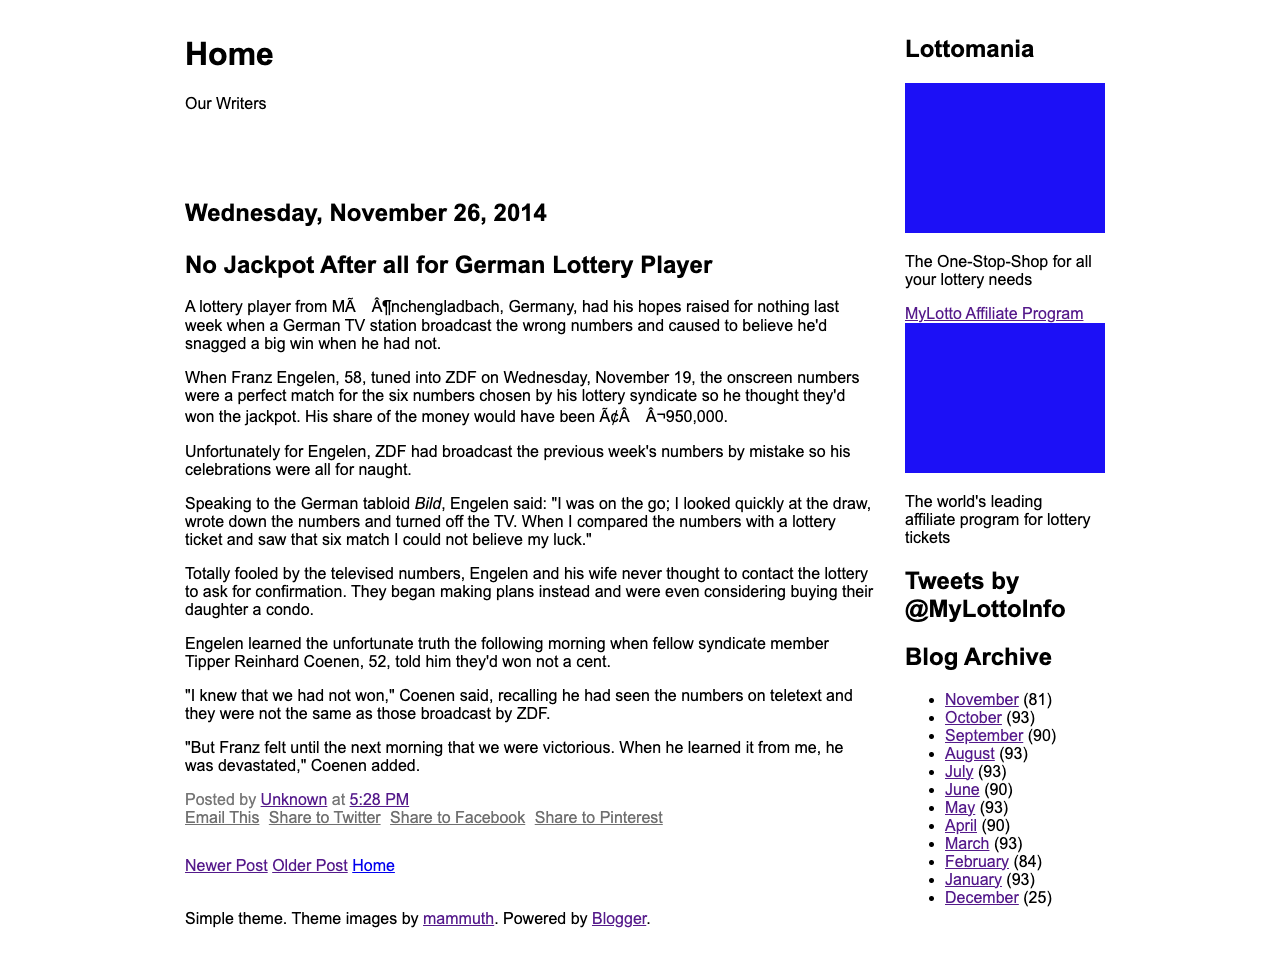 Home
Our Writers
Wednesday, November 26, 2014
No Jackpot After all for German Lottery Player
A lottery player from MÃ Â¶nchengladbach, Germany, had his hopes raised for nothing last
week when a German TV station broadcast the wrong numbers and caused to believe he'd
snagged a big win when he had not.
When Franz Engelen, 58, tuned into ZDF on Wednesday, November 19, the onscreen numbers
were a perfect match for the six numbers chosen by his lottery syndicate so he thought they'd
won the jackpot. His share of the money would have been Ã¢Â Â¬950,000.
Unfortunately for Engelen, ZDF had broadcast the previous week's numbers by mistake so his
celebrations were all for naught.
Speaking to the German tabloid Bild, Engelen said: "I was on the go; I looked quickly at the draw,
wrote down the numbers and turned off the TV. When I compared the numbers with a lottery
ticket and saw that six match I could not believe my luck."
Totally fooled by the televised numbers, Engelen and his wife never thought to contact the lottery
to ask for confirmation. They began making plans instead and were even considering buying their
daughter a condo.
Engelen learned the unfortunate truth the following morning when fellow syndicate member
Tipper Reinhard Coenen, 52, told him they'd won not a cent.
"I knew that we had not won," Coenen said, recalling he had seen the numbers on teletext and
they were not the same as those broadcast by ZDF.
"But Franz felt until the next morning that we were victorious. When he learned it from me, he
was devastated," Coenen added.
Posted by Unknown at 5:28 PM
Email This Share to Twitter Share to Facebook Share to Pinterest
Newer Post Older Post Home
Simple theme. Theme images by mammuth. Powered by Blogger.
Lottomania
The One-Stop-Shop for all
your lottery needs
MyLotto Affiliate Program
The world's leading
affiliate program for lottery
tickets
Tweets by
@MyLottoInfo
Blog Archive
November (81)
October (93)
September (90)
August (93)
July (93)
June (90)
May (93)
April (90)
March (93)
February (84)
January (93)
December (25)